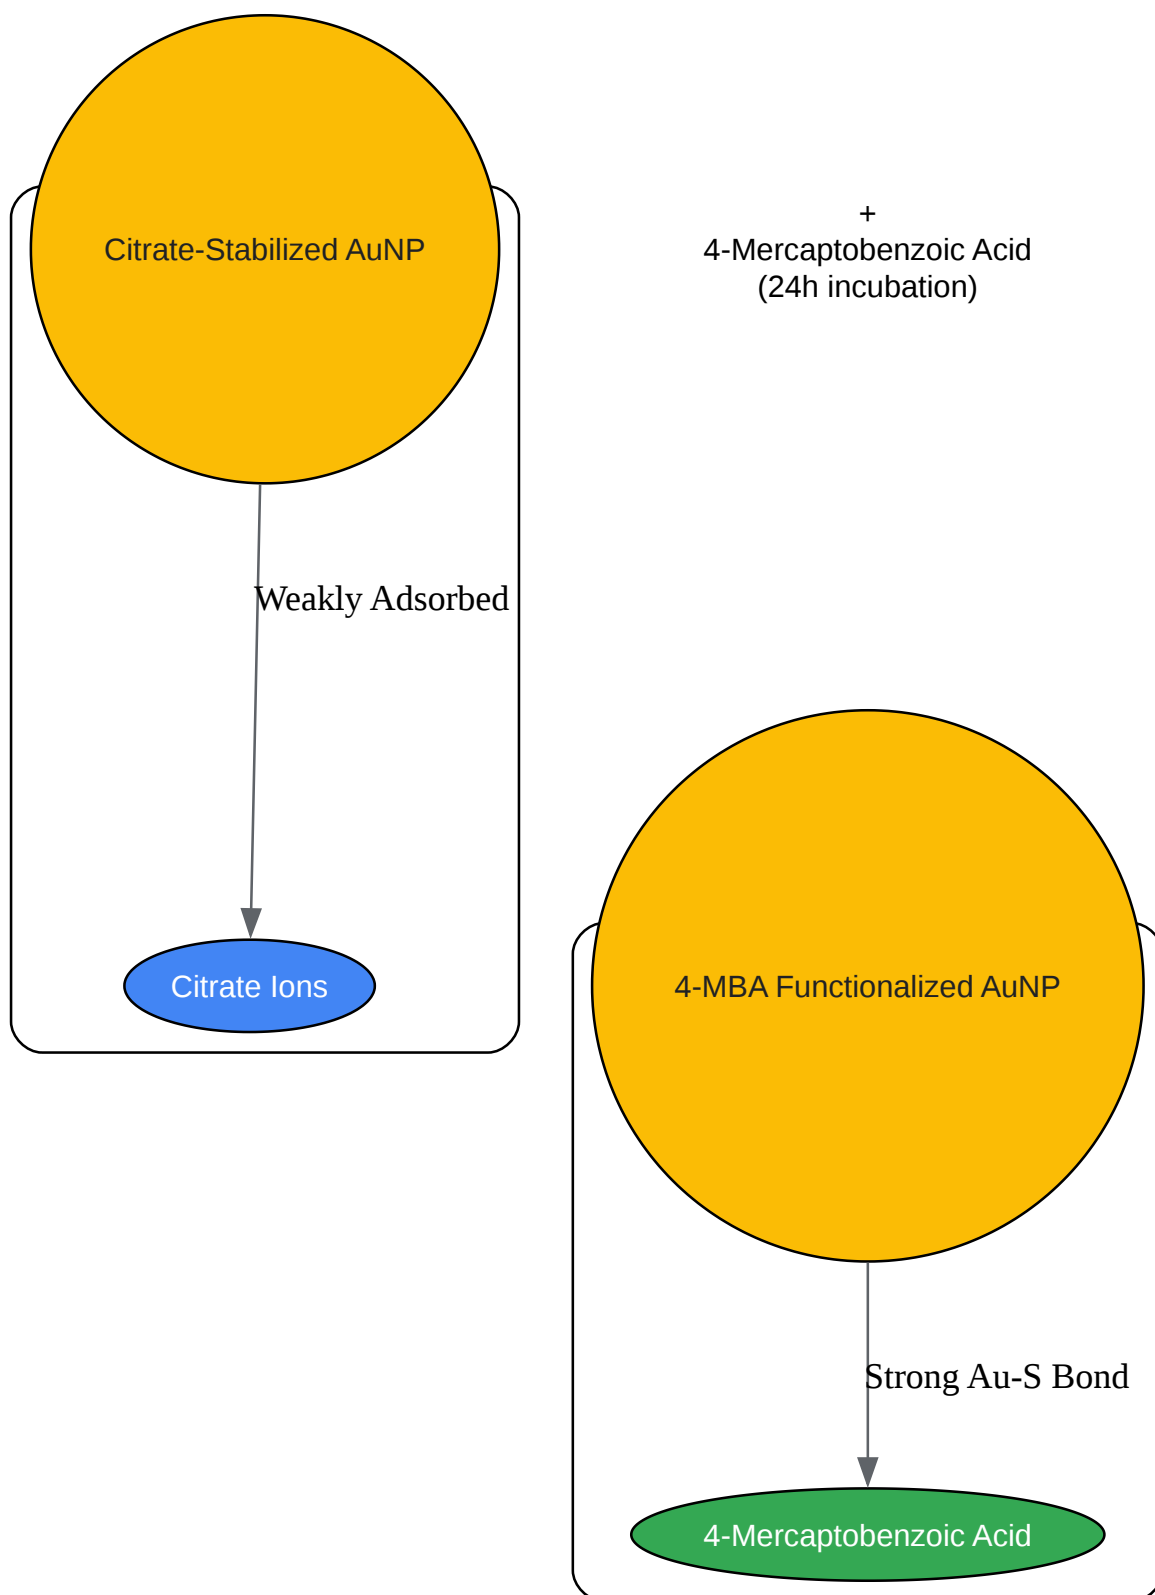 Citrate-Stabilized AuNP
+
4-Mercaptobenzoic Acid
(24h incubation)
Weakly Adsorbed
Citrate Ions
4-MBA Functionalized AuNP
Strong Au-S Bond
4-Mercaptobenzoic Acid